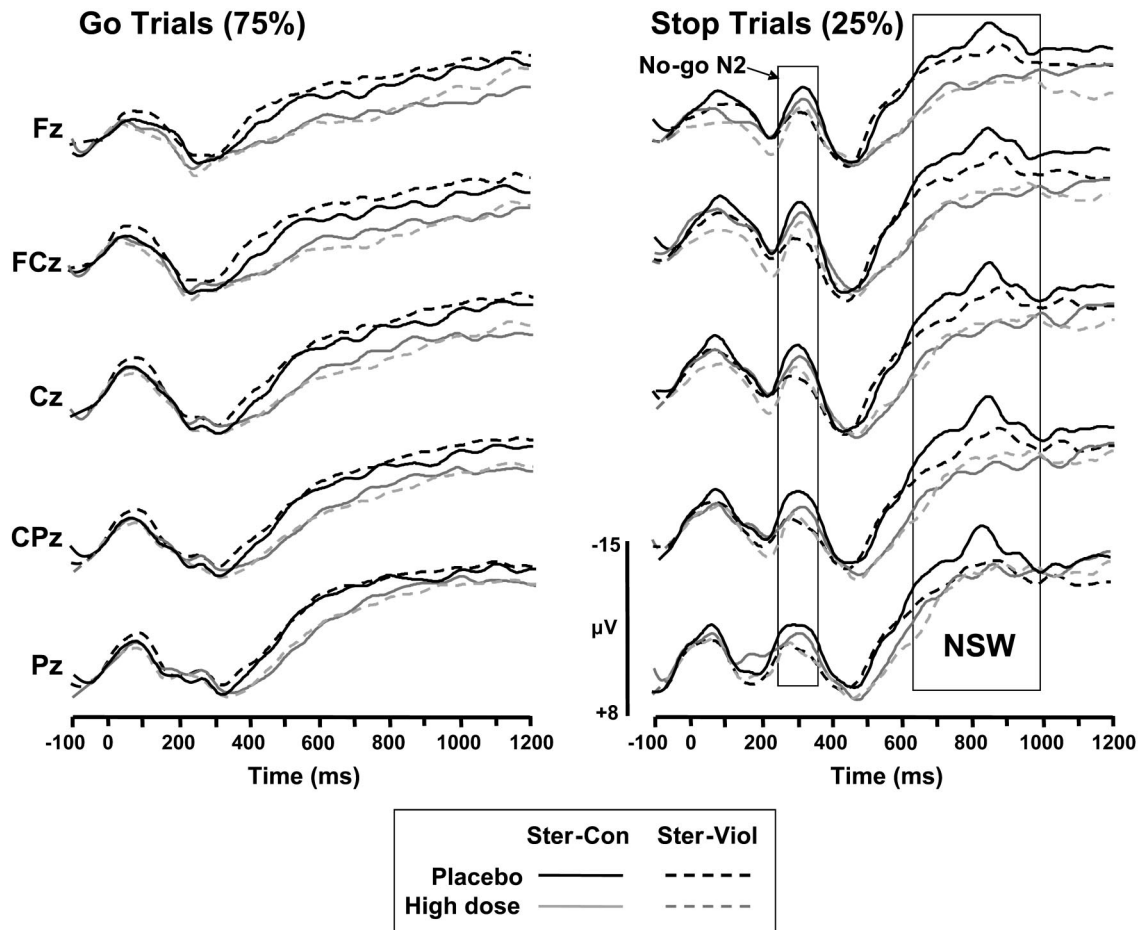 Go Trials (75%)
Stop Trials (25%)
No-go N2
Fz
FCz
Cz
CPz
Pz
-15
µV
+8
NSW
-100 0 200 400 600 800 1000 1200
Time (ms)
-100 0 200 400 600 800 1000 1200
Time (ms)
Ster-Con Ster-Viol
Placebo
High dose